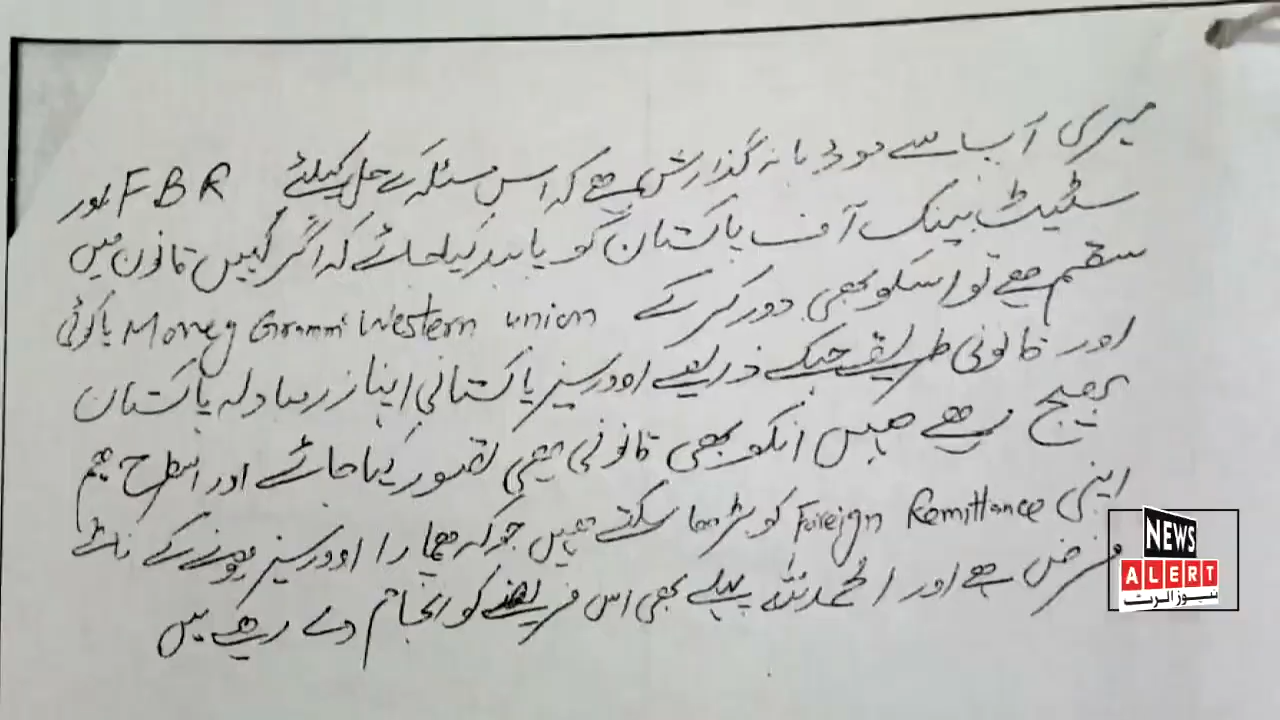 میری آپ سے مودبانہ گذارش ہے کہ اس مسئلہ کے حل کیلئے FBR اور
سٹیٹ بینک آف پاکستان کو پابند کیا جائے کہ اگر کہیں قانون میں
سقم ہے تو اسکو بھی دور کر کے Money Gramm Western union یا کوئی
اور قانونی طریقے جسکے ذریعے اوورسیز پاکستانی اپنا زرمبادلہ پاکستان
بھیج رہے ہیں انکو بھی قانونی ہی تصور کیا جائے اور اسطرح ہم
اپنی Foreign Remittance کو بڑھا سکتے ہیں جو کہ ہمارا اوورسیز ہونے کے ناطے
فرض ہے اور الحمدللہ پہلے بھی اس فریضے کو انجام دے رہے ہیں
NEWS
ALERT
نیوز الرٹ